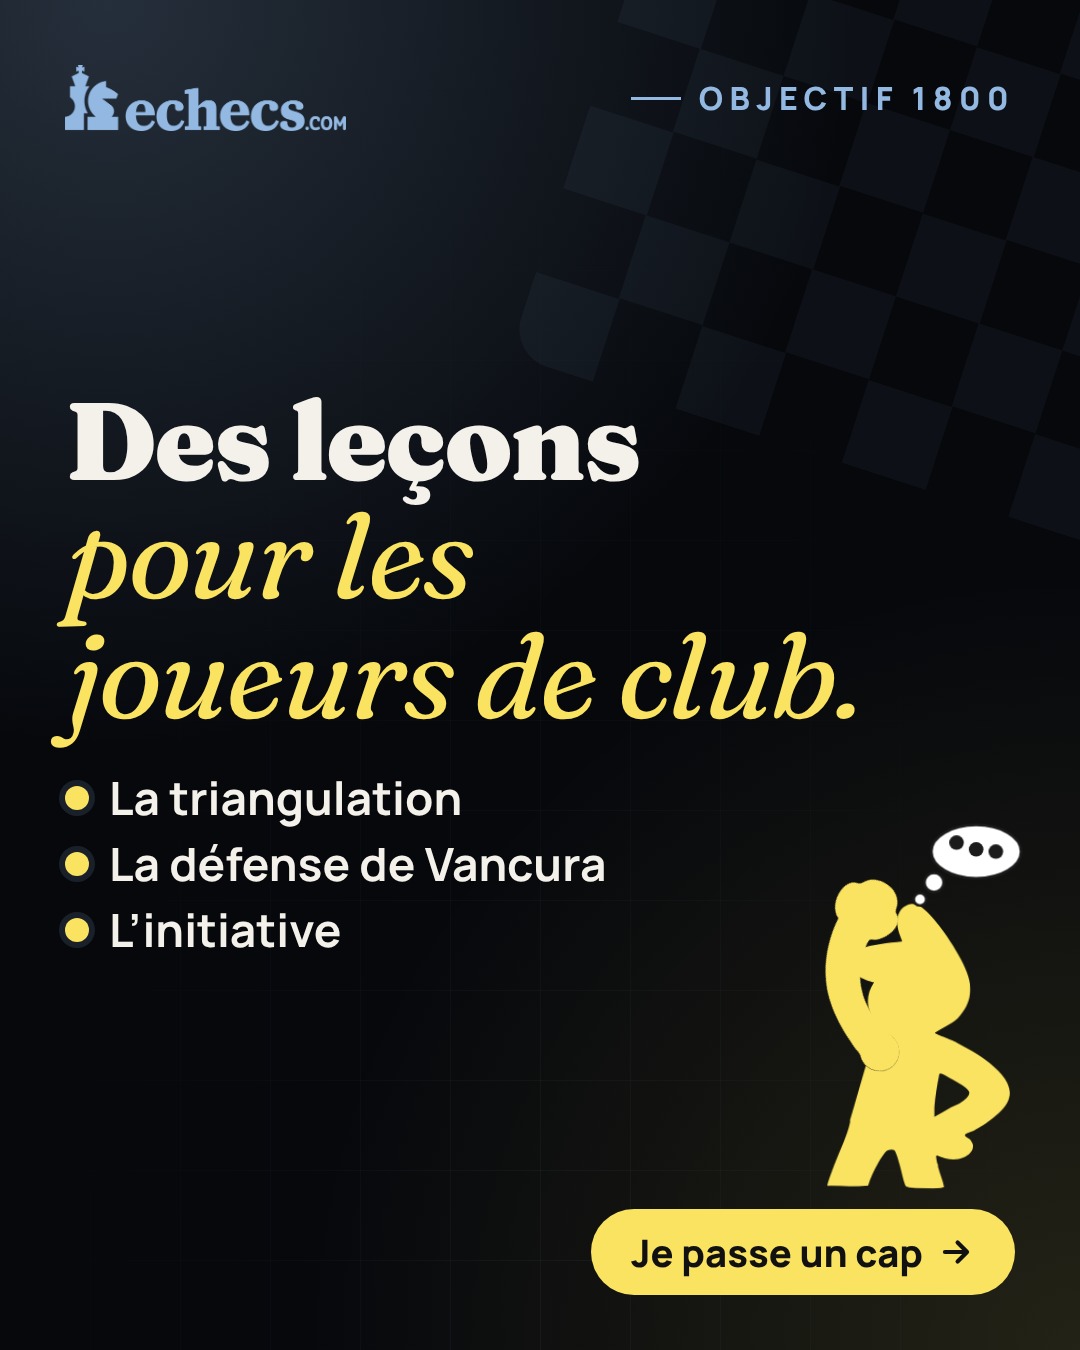 echecs.COM
OBJECTIF 1800
Des leçons
pour les
joueurs de club.
La triangulation
La défense de Vancura
L’initiative
Je passe un cap →